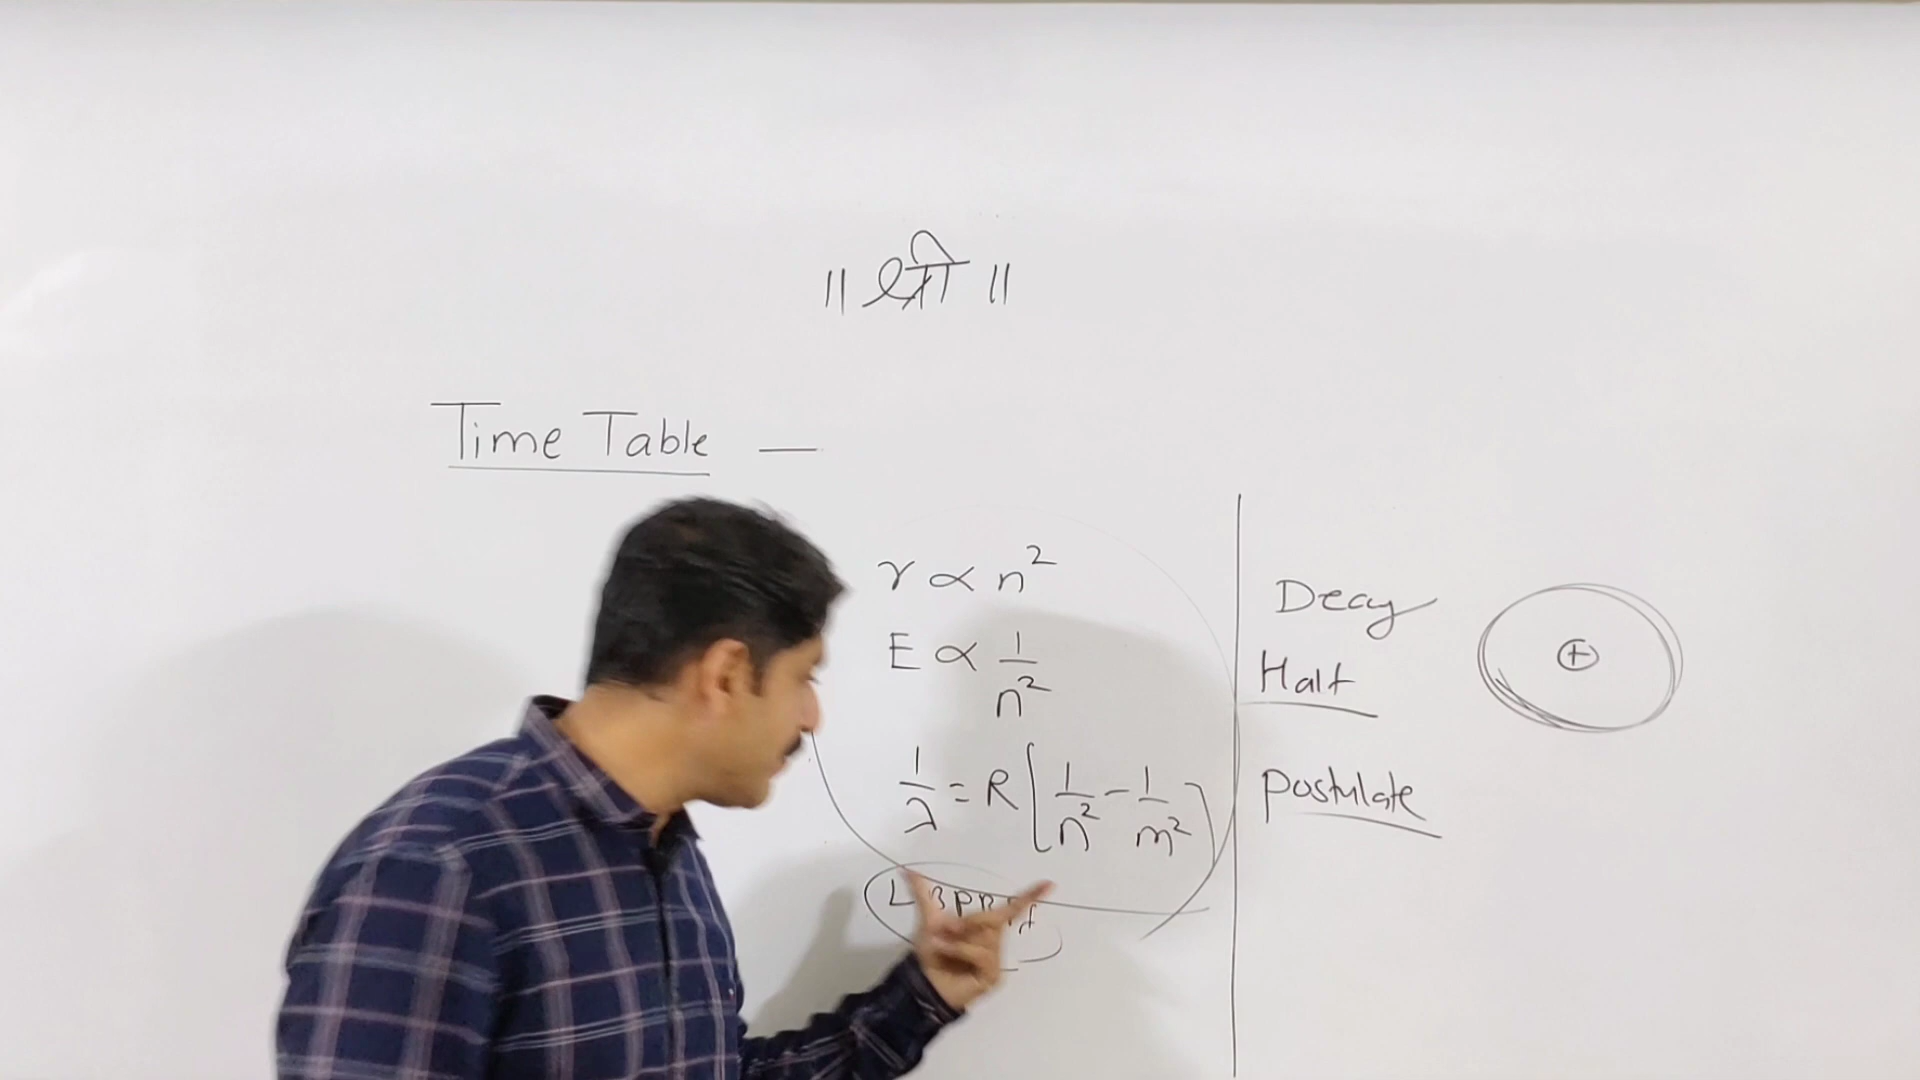 ॥ श्री ॥
Time Table —
r ∝ n²
E ∝ 1/n²
1/λ = R [1/n² - 1/m²]
Decay
Half
Postulate
+